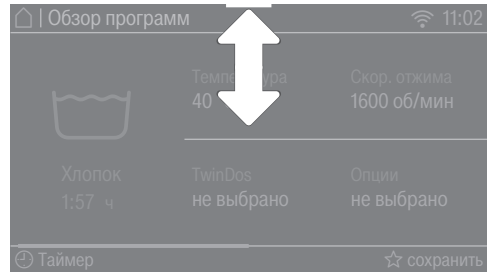 | Обзор программ 11:02
Температура Скор. отжима
40 1600 об/мин
Хлопок TwinDos Опции
1:57 ч не выбрано не выбрано
Таймер сохранить